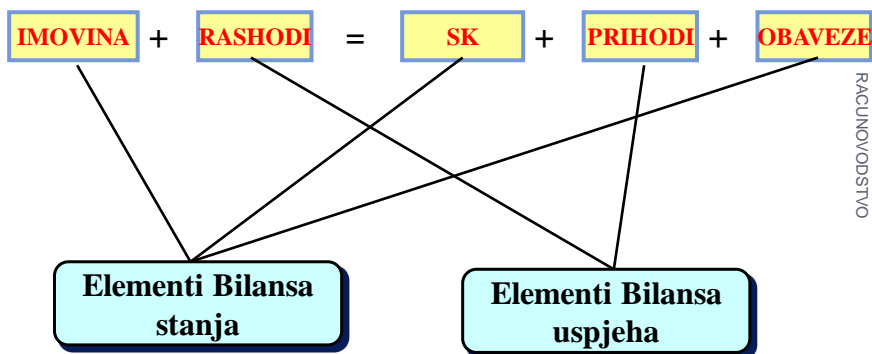 IMOVINA + RASHODI = SK + PRIHODI + OBAVEZE
RACUNOVODSTVO
Elementi Bilansa
stanja
Elementi Bilansa
uspjeha